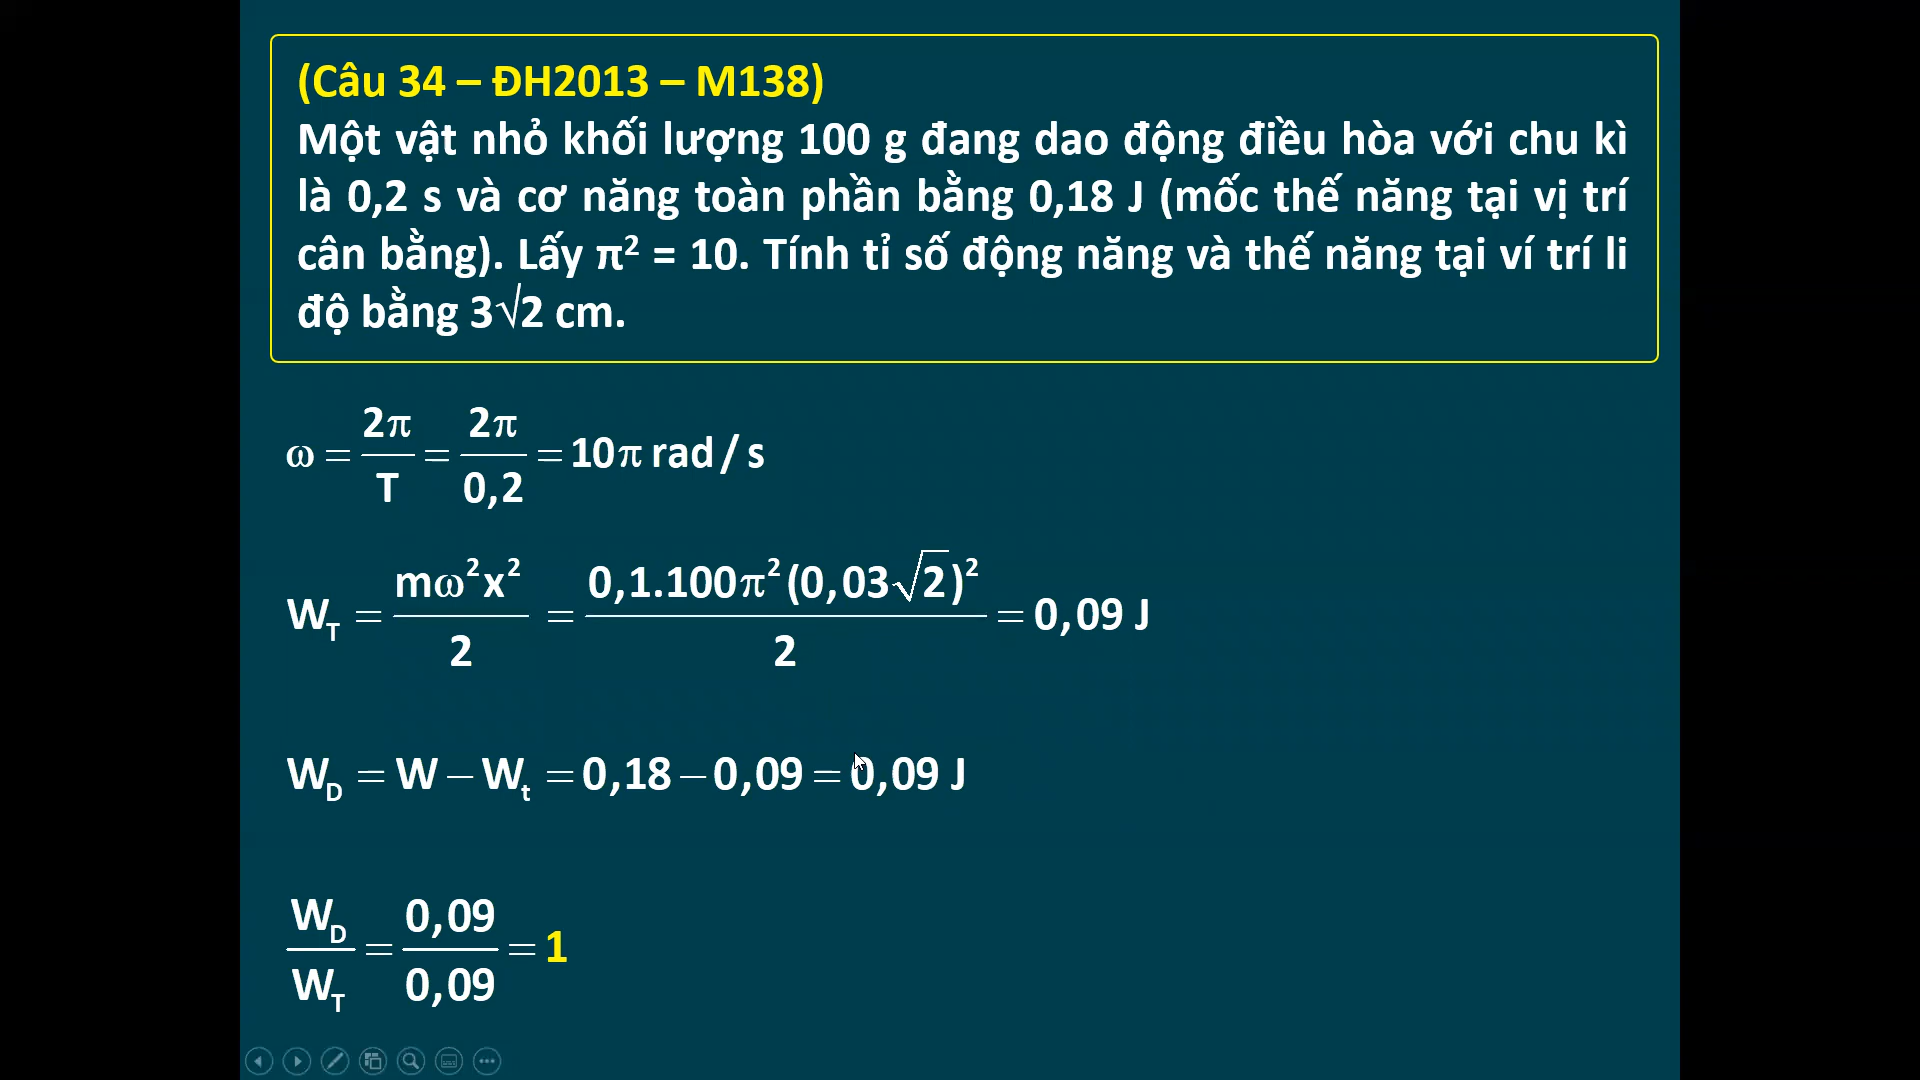 (Câu 34 – ĐH2013 – M138)
Một vật nhỏ khối lượng 100 g đang dao động điều hòa với chu kì
là 0,2 s và cơ năng toàn phần bằng 0,18 J (mốc thế năng tại vị trí
cân bằng). Lấy π² = 10. Tính tỉ số động năng và thế năng tại ví trí li
độ bằng 3√2 cm.
ω = 2π/T = 2π/0,2 = 10π rad/s
W_T = mω²x²/2 = 0,1.100π²(0,03√2)²/2 = 0,09 J
W_D = W − W_t = 0,18 − 0,09 = 0,09 J
W_D/W_T = 0,09/0,09 = 1